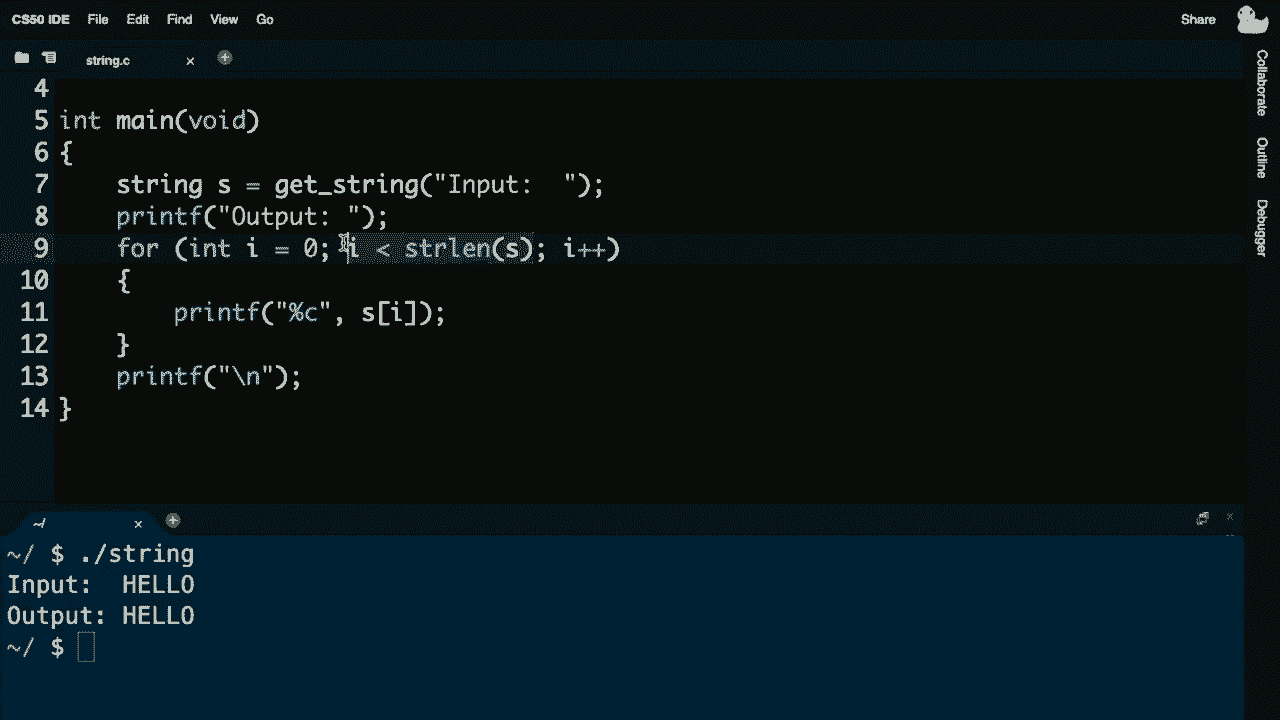 CS50 IDE File Edit Find View Go Share
string.c × +
Collaborate
Outline
Debugger
4
5 int main(void)
6 {
7 string s = get_string("Input:  ");
8 printf("Output: ");
9 for (int i = 0; i < strlen(s); i++)
10 {
11 printf("%c", s[i]);
12 }
13 printf("\n");
14 }
~/ × +
~/ $ ./string
Input:  HELLO
Output: HELLO
~/ $